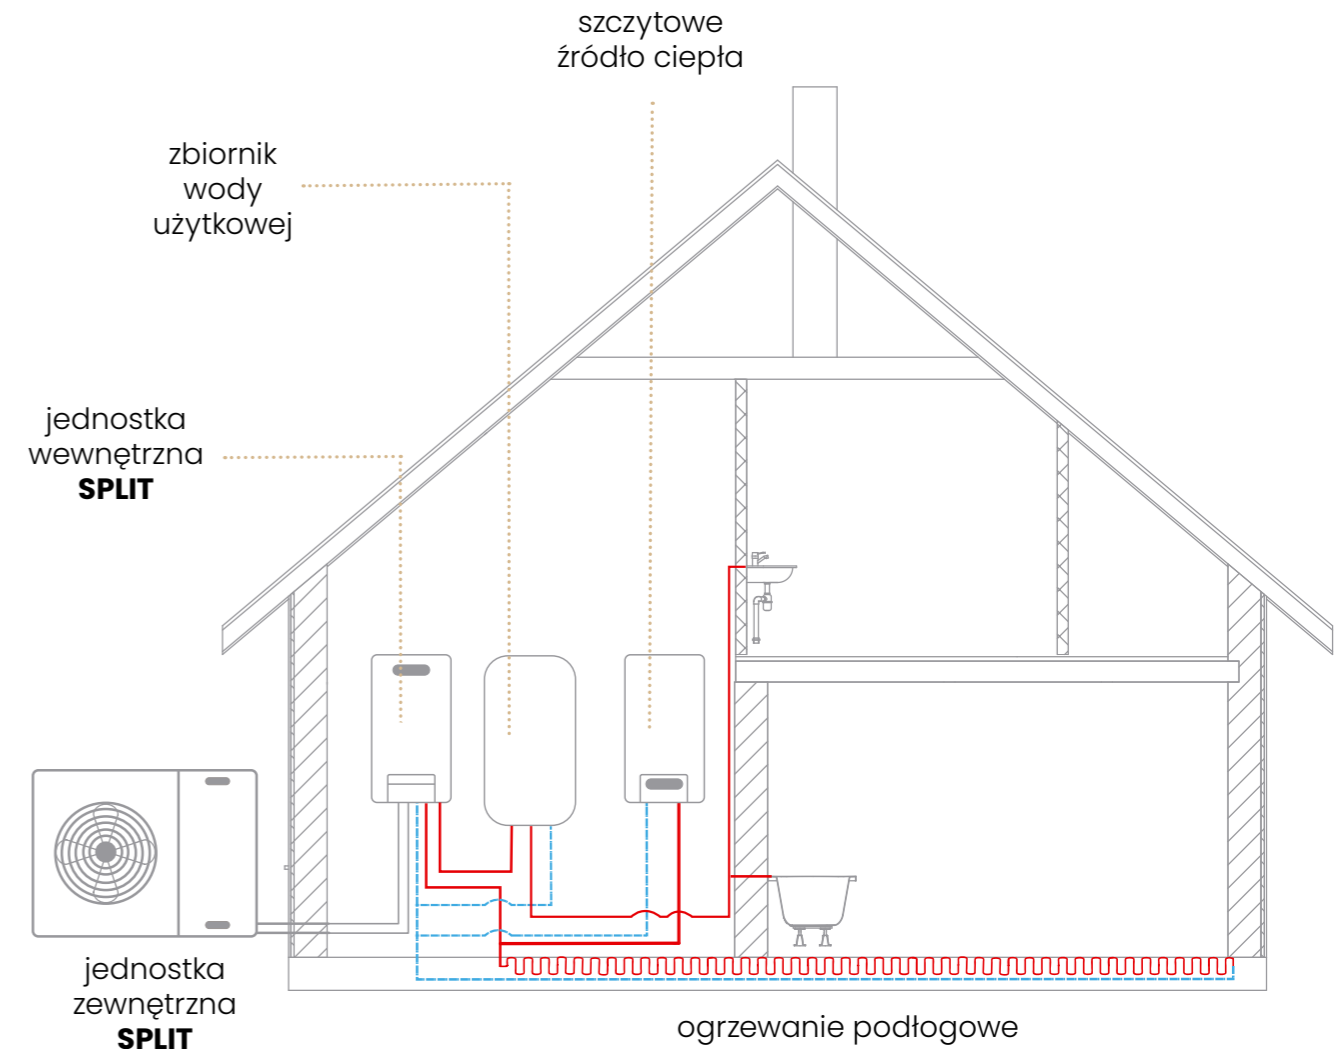 szczytowe
źródło ciepła
zbiornik
wody
użytkowej
jednostka
wewnętrzna
SPLIT
jednostka
zewnętrzna
SPLIT
ogrzewanie podłogowe